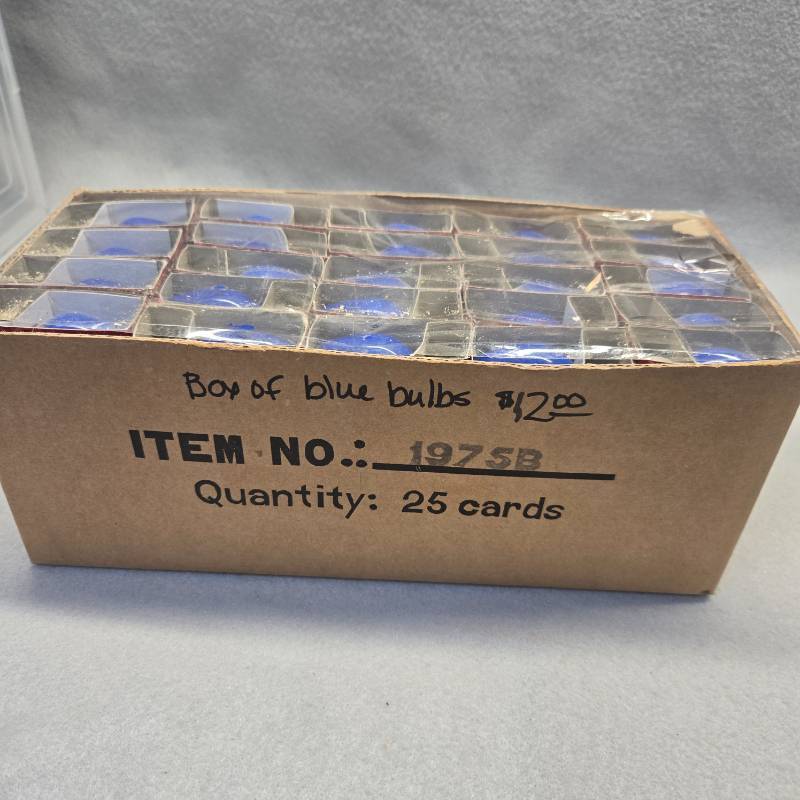 Box of blue bulbs $12.00
ITEM NO.: 1975B
Quantity: 25 cards